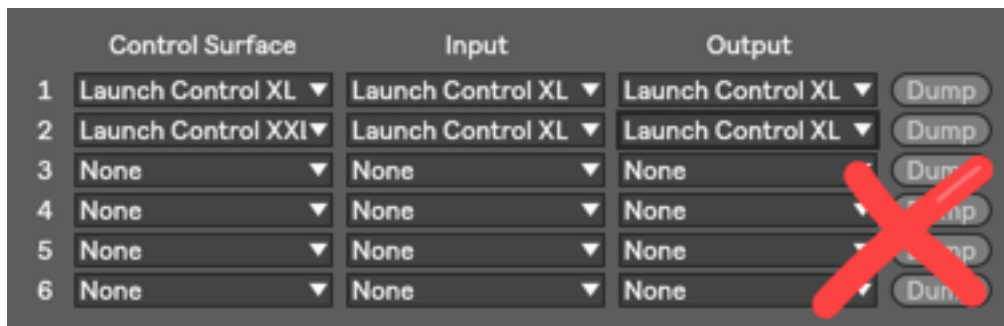 Control Surface Input Output
1 Launch Control XL Launch Control XL Launch Control XL Dump
2 Launch Control XXl Launch Control XL Launch Control XL Dump
3 None None None
4 None None None
5 None None None
6 None None None